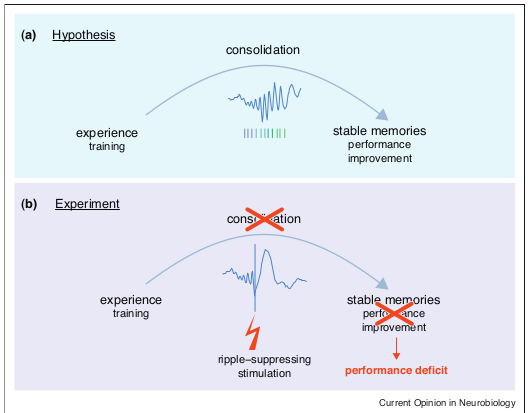 (a) Hypothesis
consolidation
experience
training
stable memories
performance
improvement
(b) Experiment
consolidation
experience
training
stable memories
performance
improvement
ripple–suppressing
stimulation
performance deficit
Current Opinion in Neurobiology